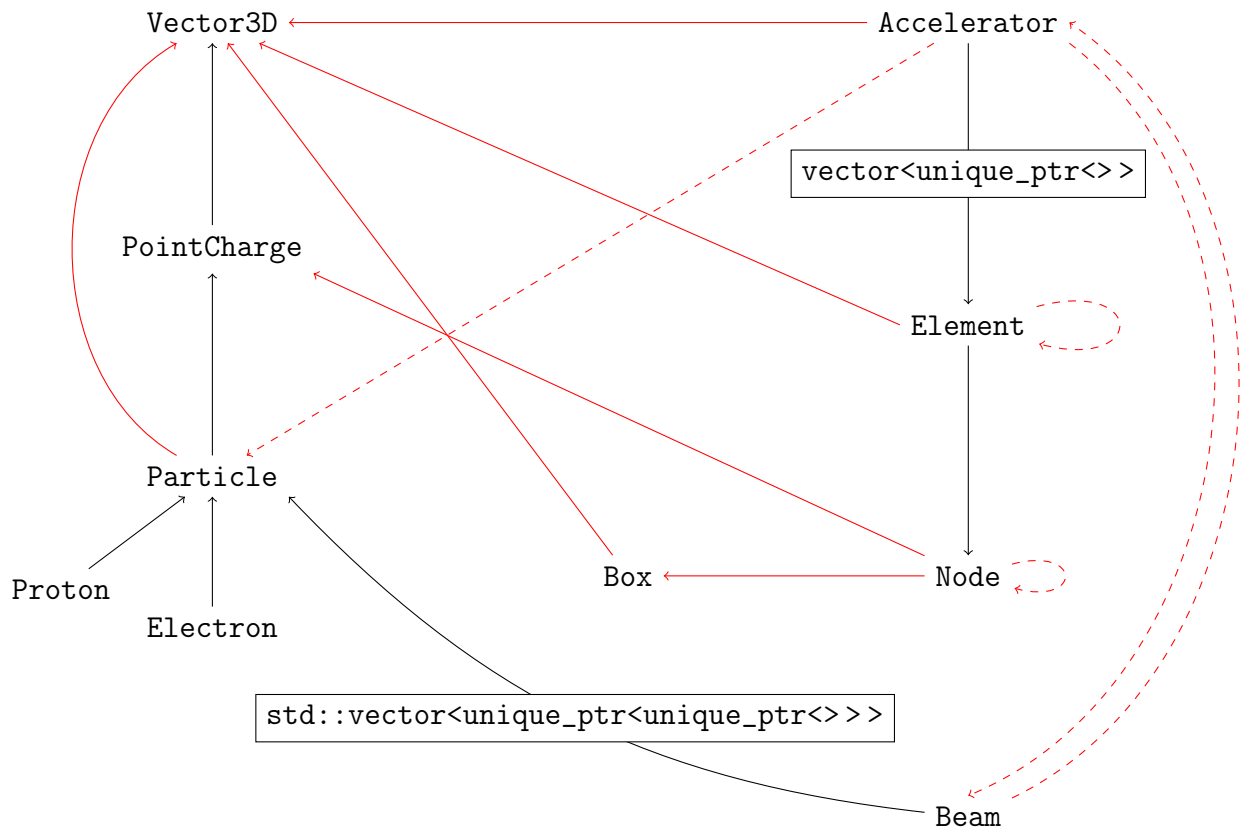 Vector3D
Accelerator
vector<unique_ptr<>>
PointCharge
Element
Particle
Proton
Box
Node
Electron
std::vector<unique_ptr<unique_ptr<>>>
Beam